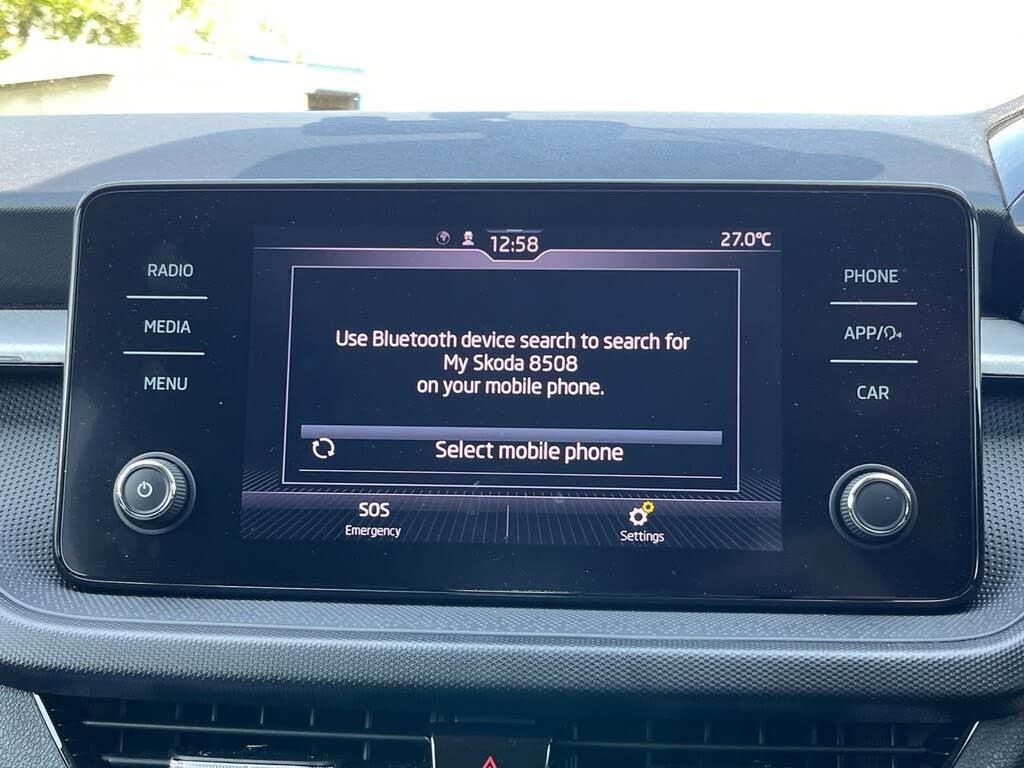 12:58
27.0°C
RADIO
MEDIA
MENU
Use Bluetooth device search to search for
My Skoda 8508
on your mobile phone.
Select mobile phone
SOS
Emergency
Settings
PHONE
APP/
CAR